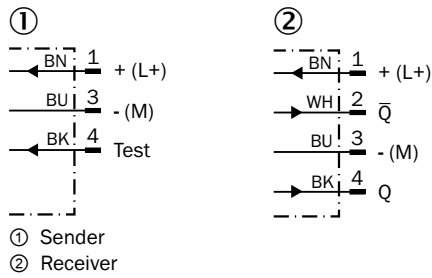 ① ②
BN 1 + (L+)
BU 3 - (M)
BK 4 Test
BN 1 + (L+)
WH 2 Q̅
BU 3 - (M)
BK 4 Q
① Sender
② Receiver